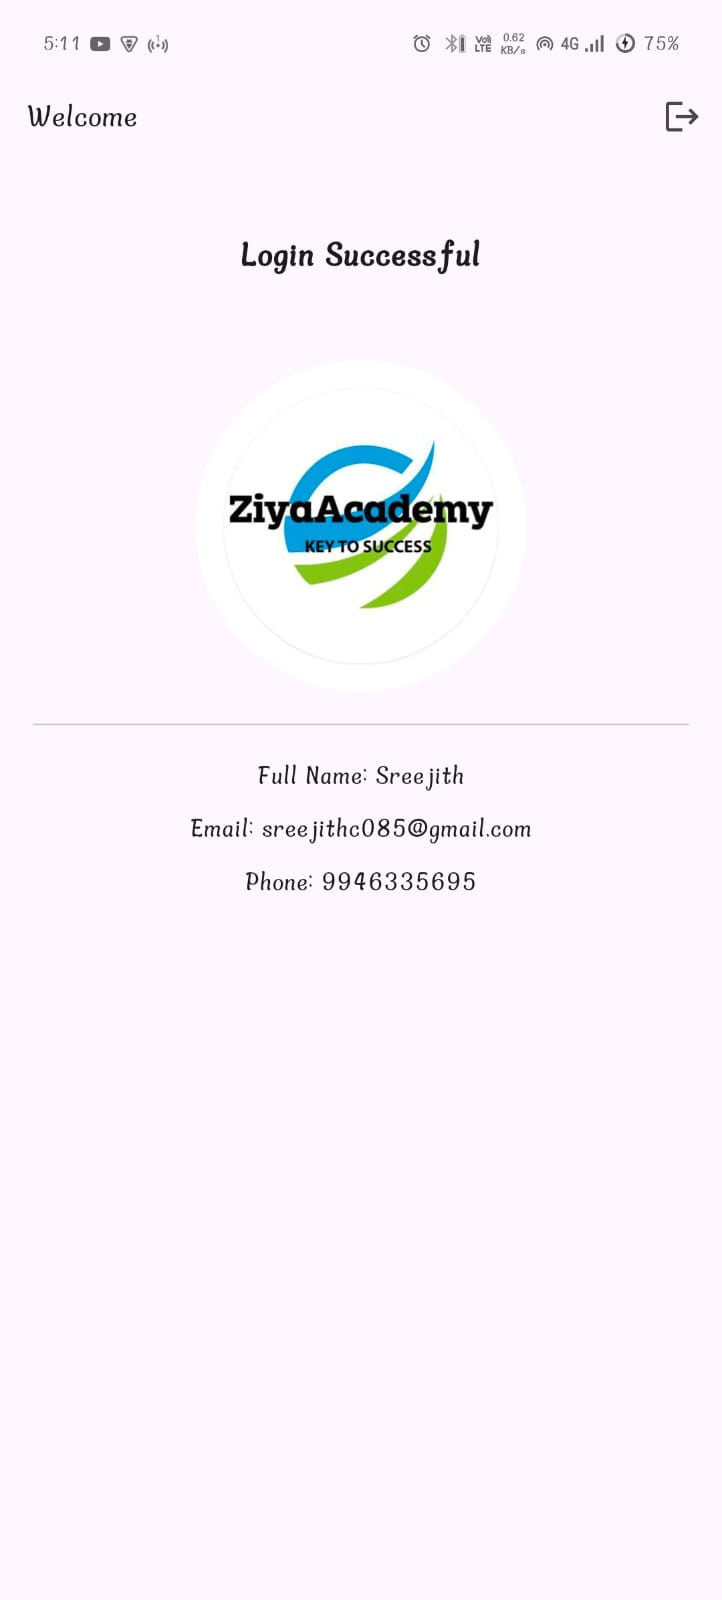 5:11
Vo) LTE 0.62 KB/s 4G 75%
Welcome
Login Successful
ZiyaAcademy
KEY TO SUCCESS
Full Name: Sreejith
Email: sreejithc085@gmail.com
Phone: 9946335695